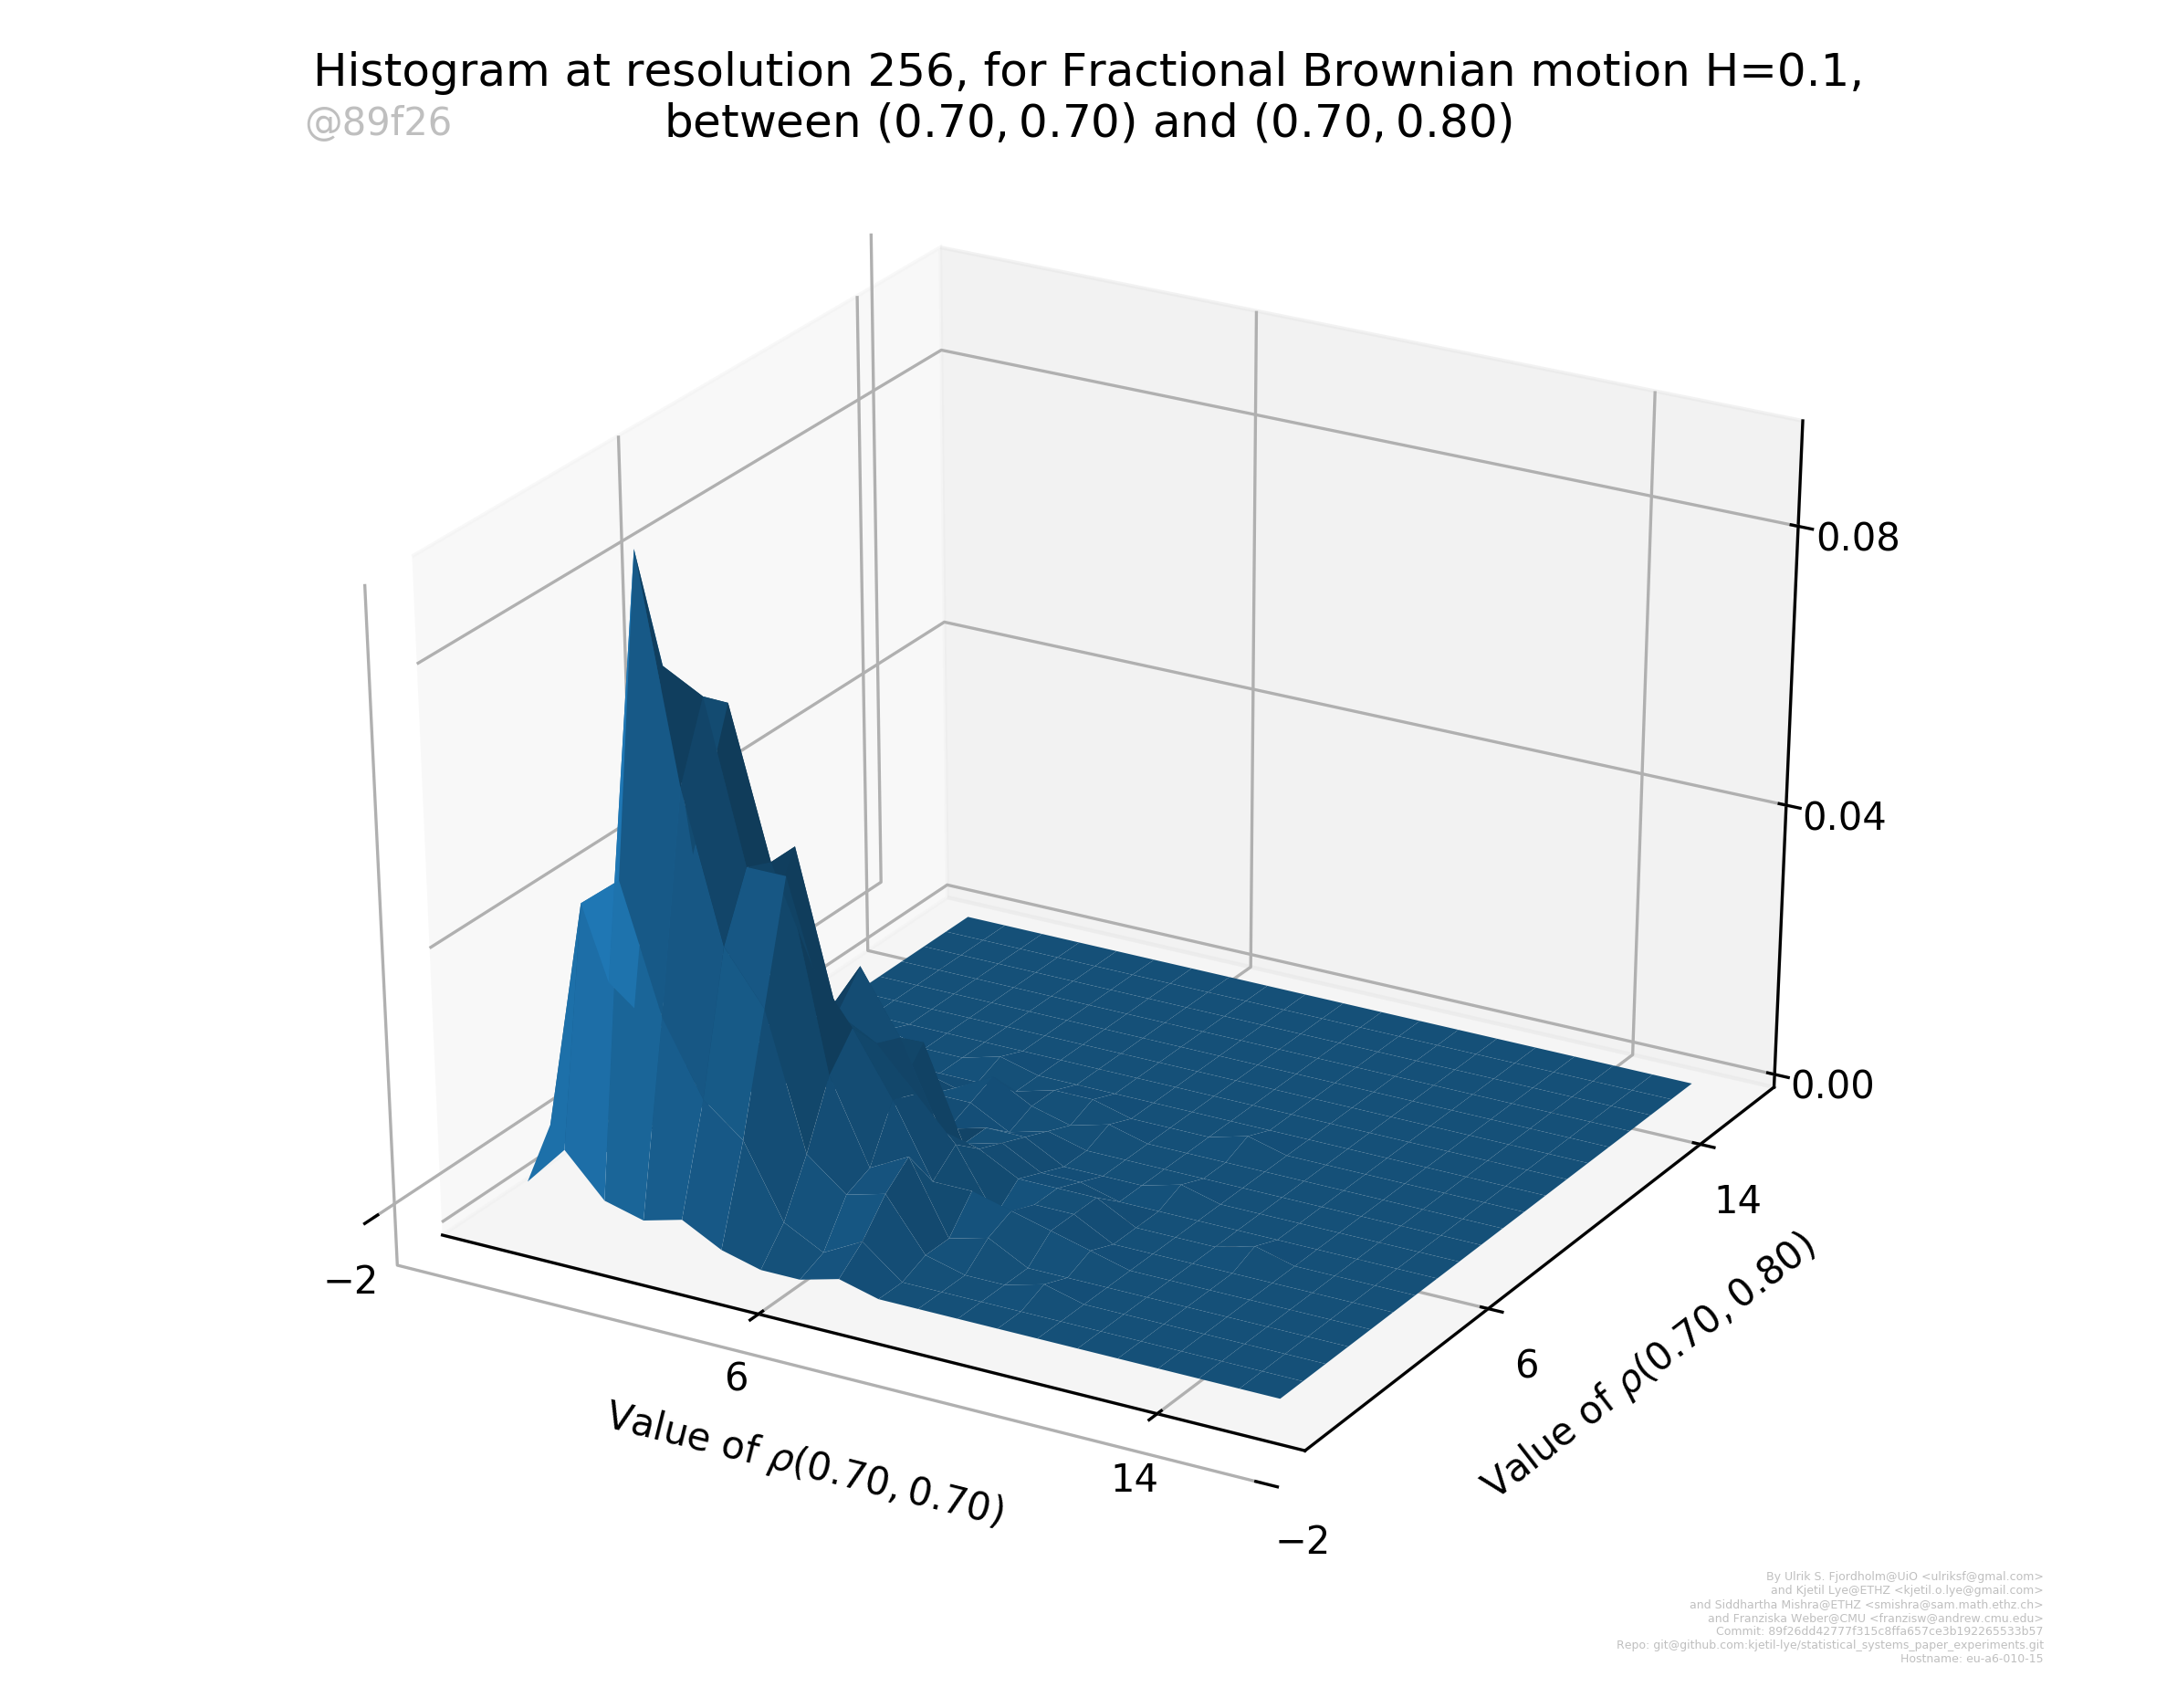 Histogram at resolution 256, for Fractional Brownian motion H=0.1,
@89f26 between (0.70, 0.70) and (0.70, 0.80)
0.08
0.04
0.00
14
6
−2
Value of ρ(0.70, 0.80)
−2
6
14
Value of ρ(0.70, 0.70)
By Ulrik S. Fjordholm@UiO <ulriksf@gmal.com>
and Kjetil Lye@ETHZ <kjetil.o.lye@gmail.com>
and Siddhartha Mishra@ETHZ <smishra@sam.math.ethz.ch>
and Franziska Weber@CMU <franzisw@andrew.cmu.edu>
Commit: 89f26dd42777f315c8ffa657ce3b192265533b57
Repo: git@github.com:kjetil-lye/statistical_systems_paper_experiments.git
Hostname: eu-a6-010-15